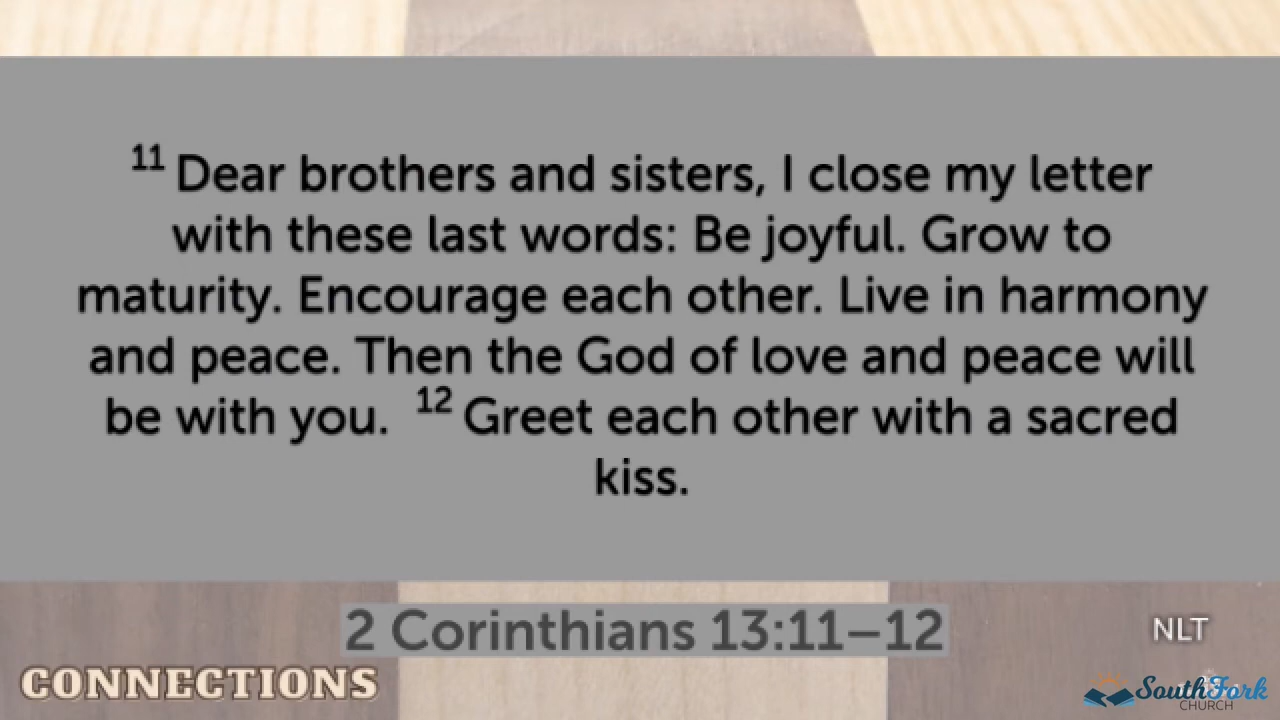 11 Dear brothers and sisters, I close my letter
with these last words: Be joyful. Grow to
maturity. Encourage each other. Live in harmony
and peace. Then the God of love and peace will
be with you. 12 Greet each other with a sacred
kiss.
2 Corinthians 13:11–12
NLT
CONNECTIONS
SouthFork
CHURCH